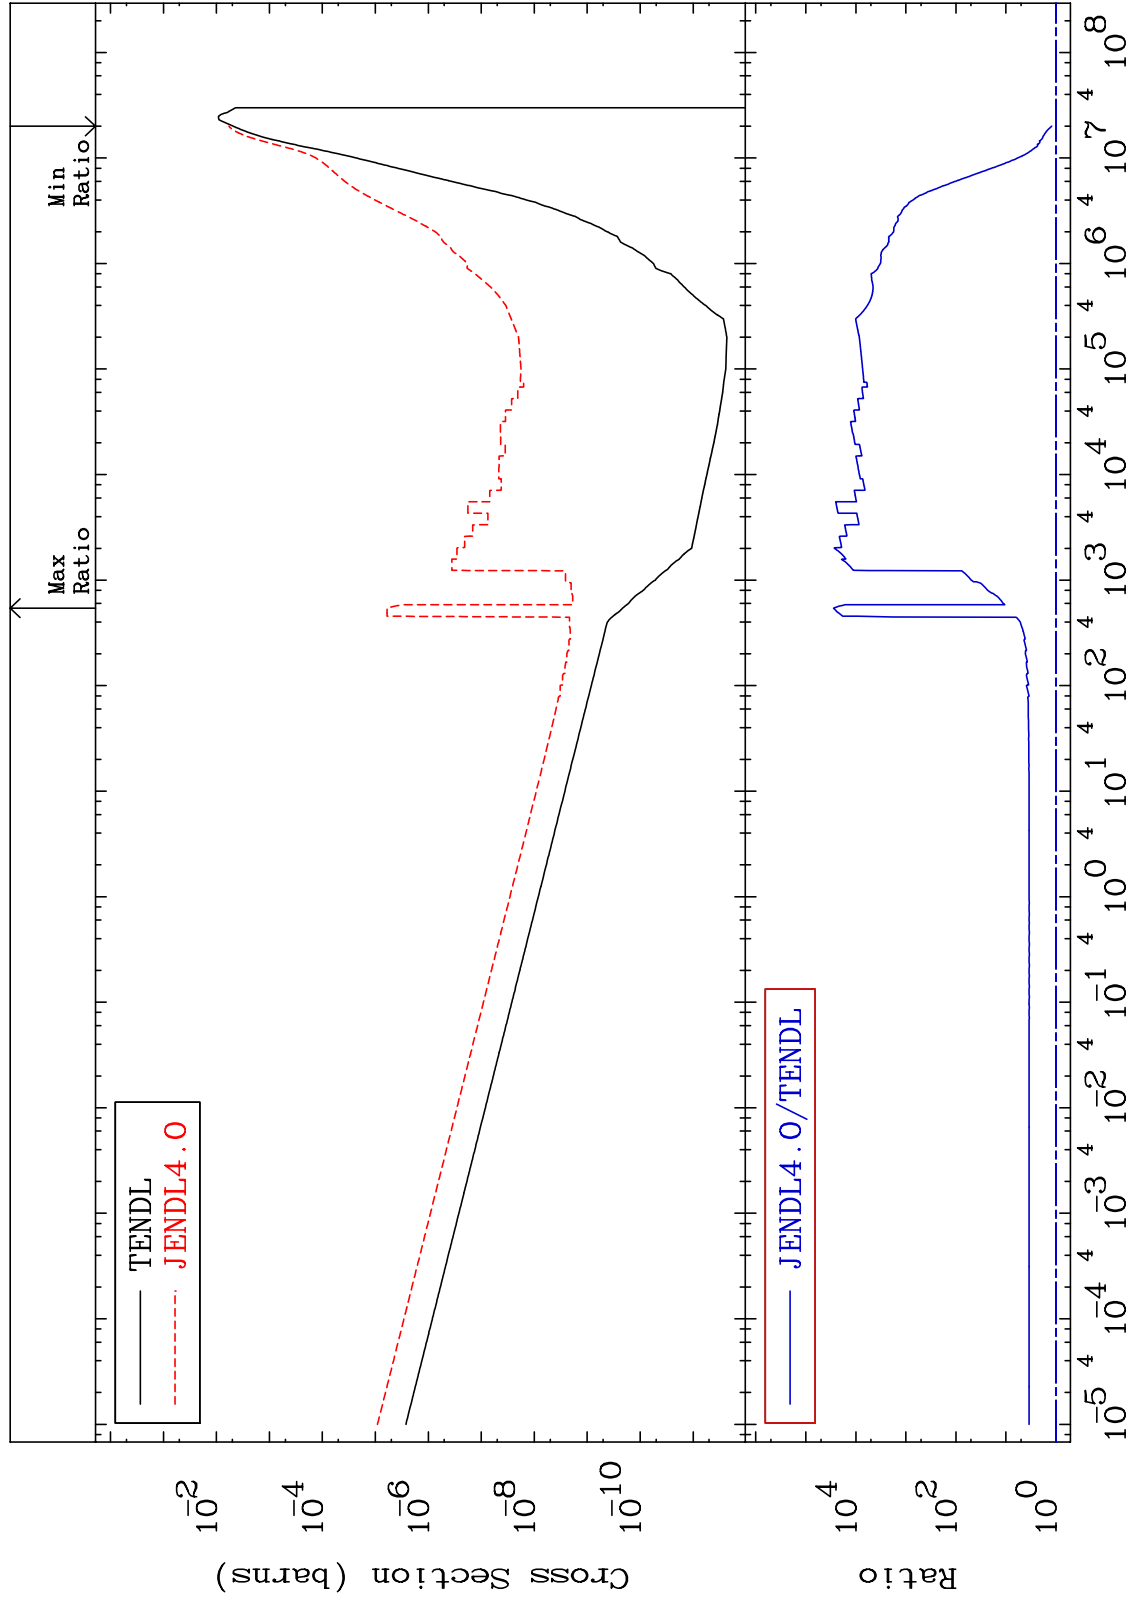 Max
Ratio
Min
Ratio
TENDL
JENDL4.0
Cross Section (barns)
10^-2
10^-4
10^-6
10^-8
10^-10
JENDL4.0/TENDL
Ratio
10^4
10^2
10^0
10^-5 4 10^-4 4 10^-3 4 10^-2 4 10^-1 4 10^0 4 10^1 4 10^2 4 10^3 4 10^4 4 10^5 4 10^6 4 10^7 4 10^8